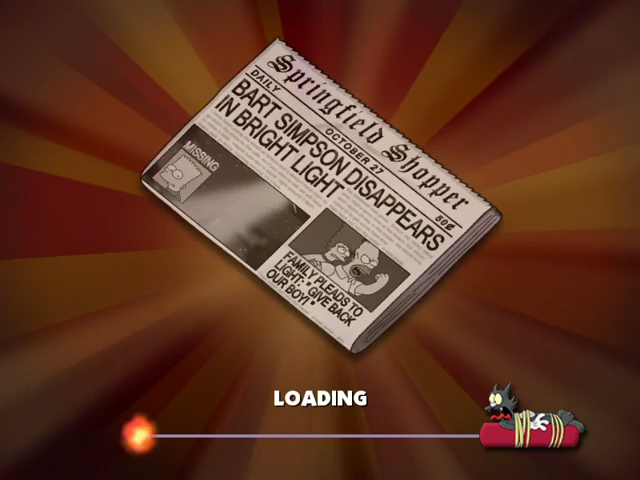 Springfield Shopper
DAILY
OCTOBER 27
50¢
BART SIMPSON DISAPPEARS
IN BRIGHT LIGHT
MISSING
FAMILY PLEADS TO
LIGHT: "GIVE BACK
OUR BOY!"
LOADING